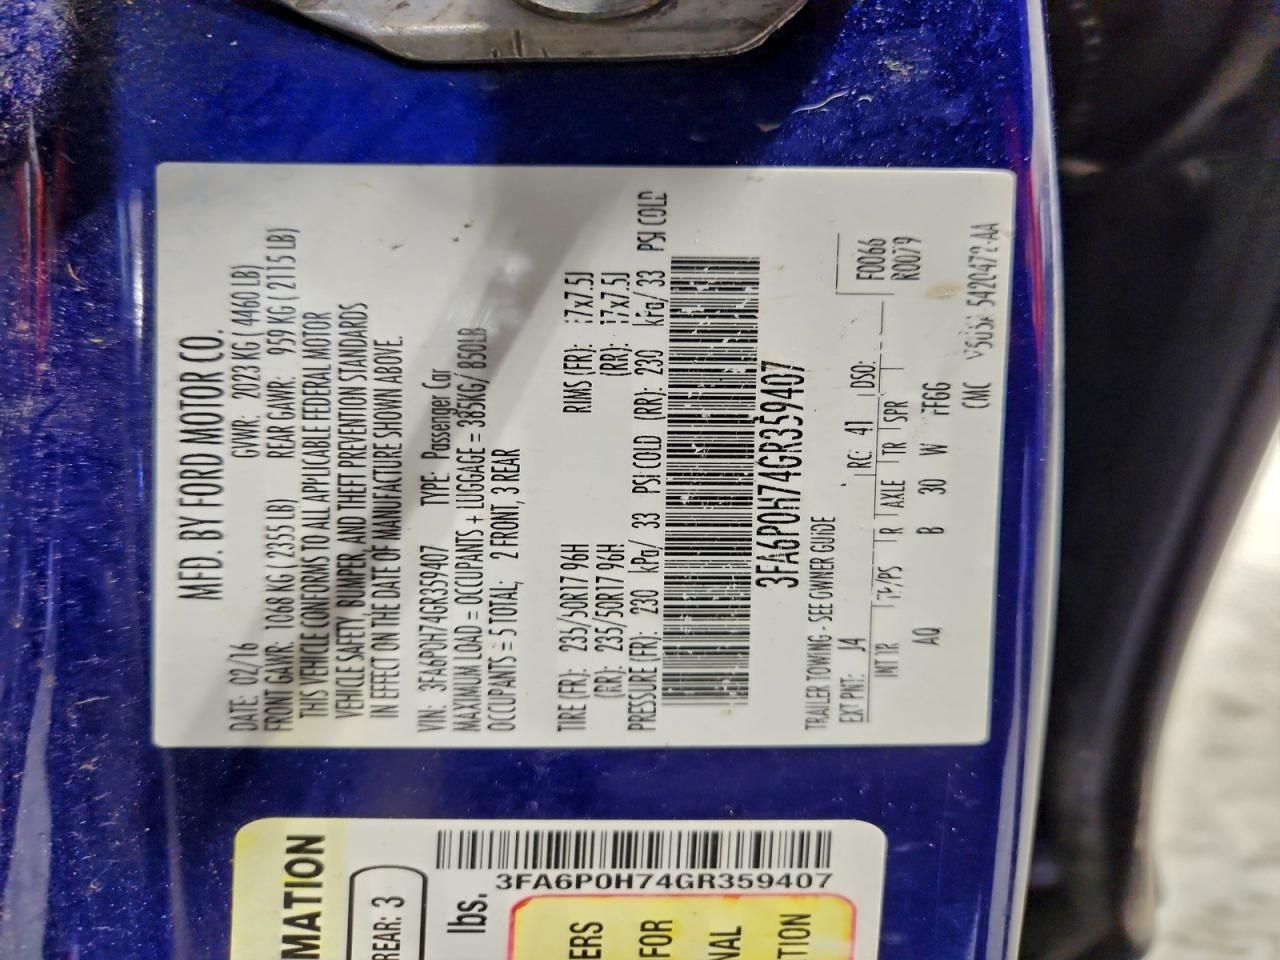 MFD. BY FORD MOTOR CO.
DATE: 02/16 GVWR: 2023 KG ( 4460 LB)
FRONT GAWR: 1068 KG ( 2355 LB) REAR GAWR: 959 KG ( 2115 LB)
THIS VEHICLE CONFORMS TO ALL APPLICABLE FEDERAL MOTOR
VEHICLE SAFETY, BUMPER, AND THEFT PREVENTION STANDARDS
IN EFFECT ON THE DATE OF MANUFACTURE SHOWN ABOVE.
VIN: 3FA6P0H74GR359407 TYPE: Passenger Car
MAXIMUM LOAD = OCCUPANTS + LUGGAGE = 385KG/ 850LB
OCCUPANTS = 5 TOTAL; 2 FRONT, 3 REAR
TIRE (FR): 235/50R17 96H RIMS (FR): 17x7.5J
(RR): 235/50R17 96H (RR): 17x7.5J
PRESSURE (FR): 230 kPa/ 33 PSI COLD (RR): 230 kPa/ 33 PSI COLD
3FA6P0H74GR359407
TRAILER TOWING - SEE OWNER GUIDE
EXT PNT: J4 RC: 41 DSO: F0066
R0079
INT TR TP/PS R AXLE TR SPR
AQ B 30 W FFGG
CMC 5420472-AA
MATION
REAR: 3
lbs.
3FA6P0H74GR359407
ERS
FOR
NAL
TION